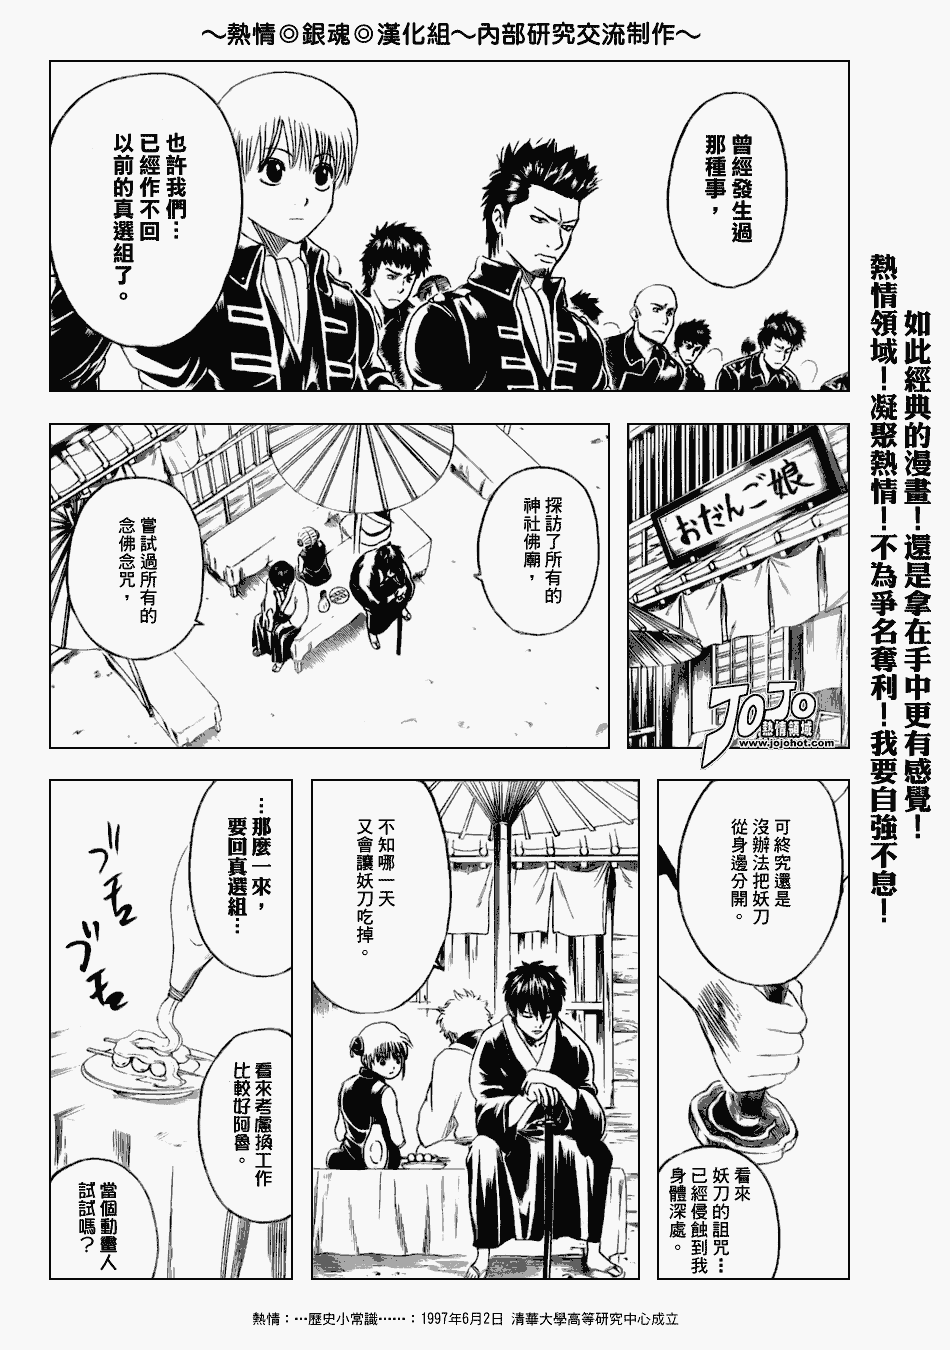 ～熱情◎銀魂◎漢化組～內部研究交流制作～
曾經發生過
那種事，
也許我們…
已經作不回
以前的真選組了。
如此經典的漫畫！還是拿在手中更有感覺！
熱情領域！凝聚熱情！不為爭名奪利！我要自強不息！
おだんご娘
JOJO
熱情領域
www.jojohot.com
探訪了所有的
神社佛廟，
嘗試過所有的
念佛念咒，
可終究還是
沒辦法把妖刀
從身邊分開。
看來
妖刀的詛咒…
已經侵蝕到我
身體深處。
不知哪一天
又會讓妖刀吃掉。
…那麼一來，
要回真選組…
看來考慮換工作
比較好阿魯。
當個動畫人
試試嗎？
ブモ
ブモ
熱情：…歷史小常識……：1997年6月2日 清華大學高等研究中心成立